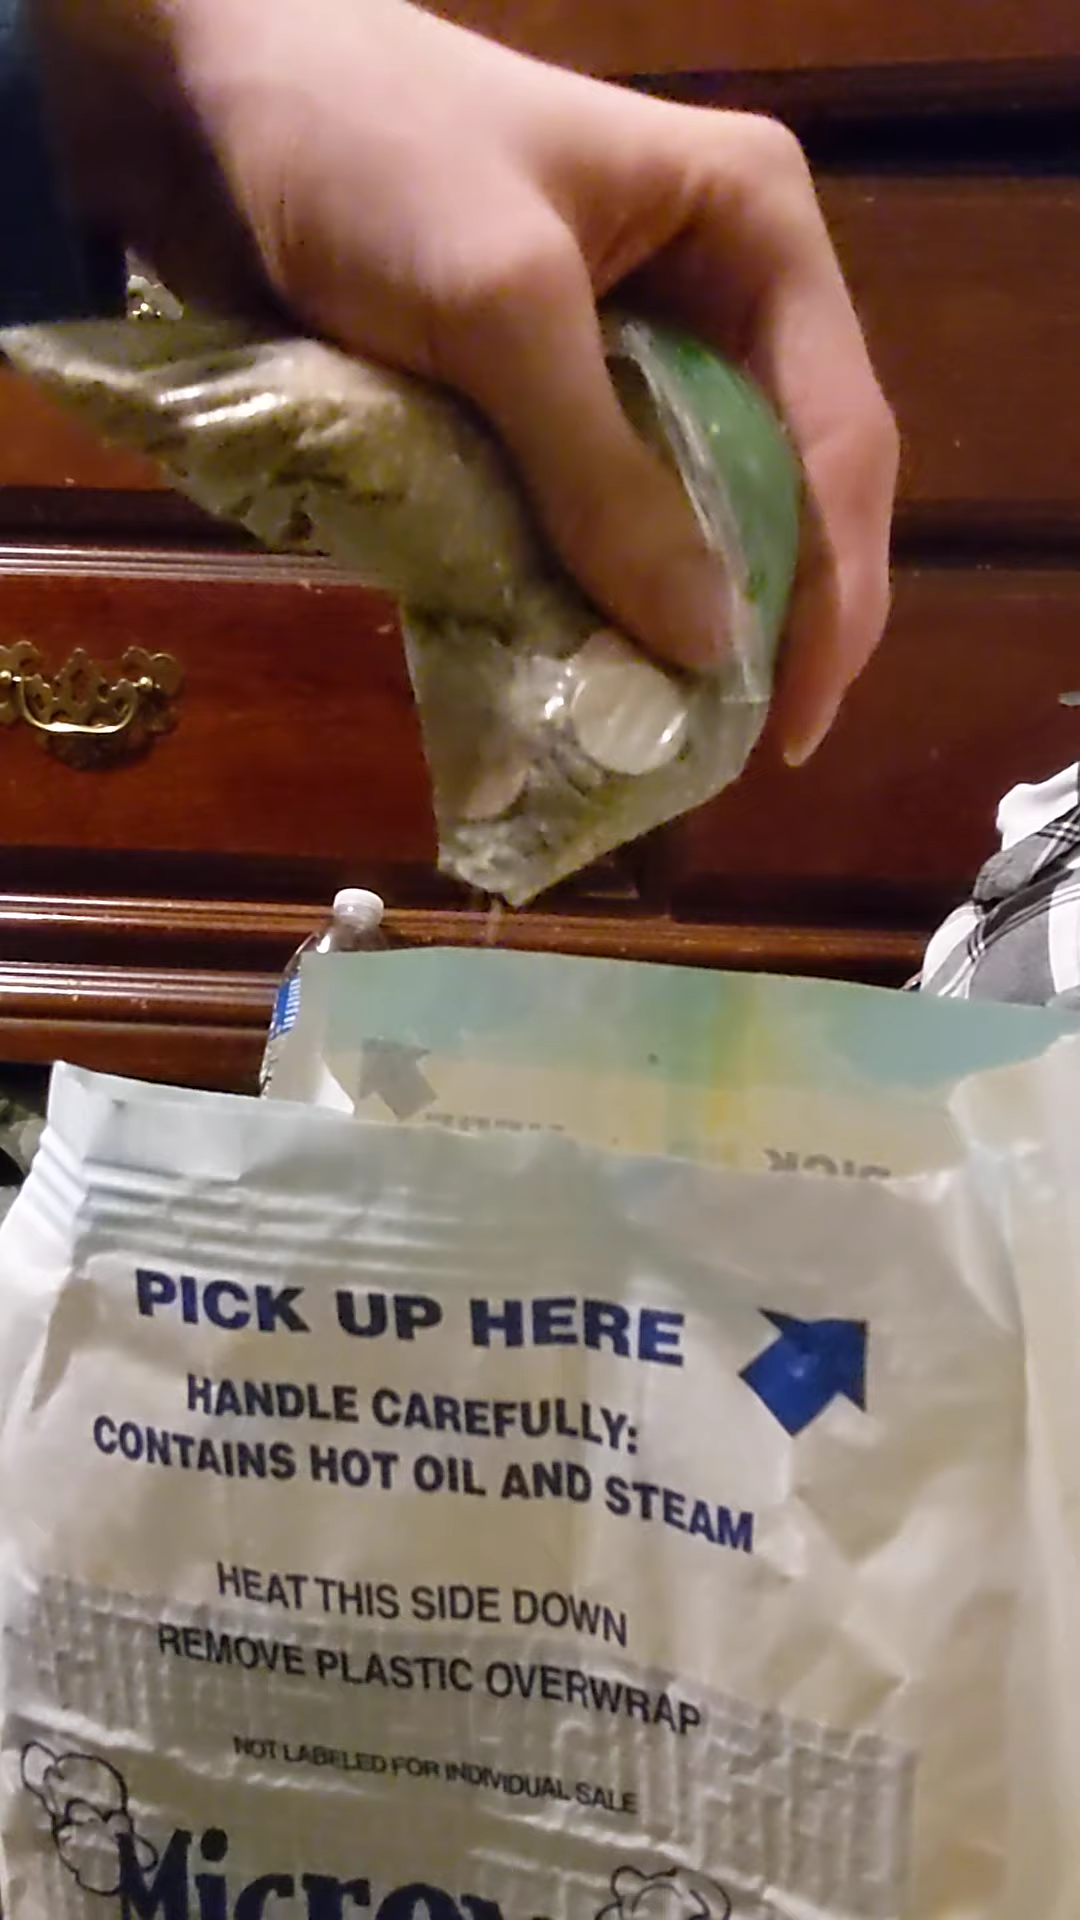 PICK UP HERE
HANDLE CAREFULLY:
CONTAINS HOT OIL AND STEAM
HEAT THIS SIDE DOWN
REMOVE PLASTIC OVERWRAP
NOT LABELED FOR INDIVIDUAL SALE